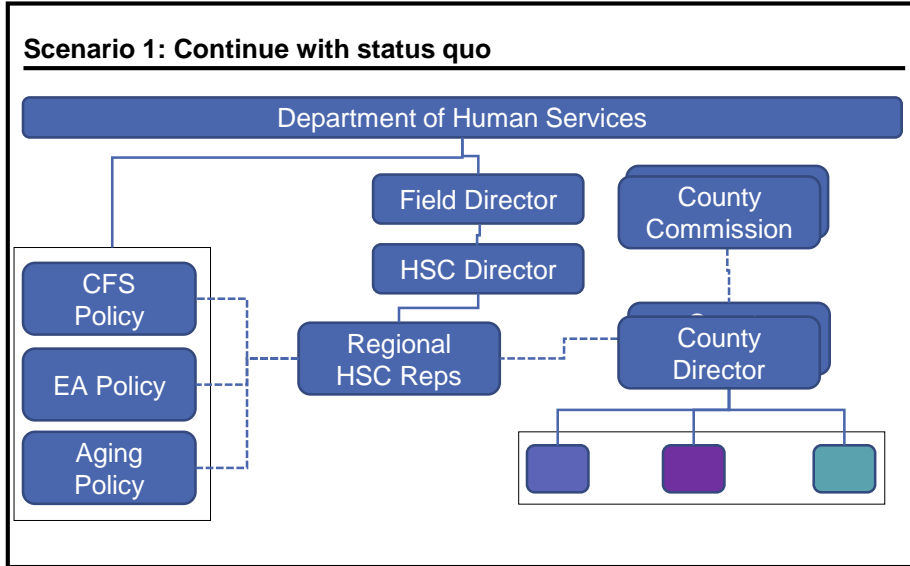 Scenario 1: Continue with status quo
Department of Human Services
Field Director
County
Commission
HSC Director
CFS
Policy
Regional
HSC Reps
County
Director
EA Policy
Aging
Policy